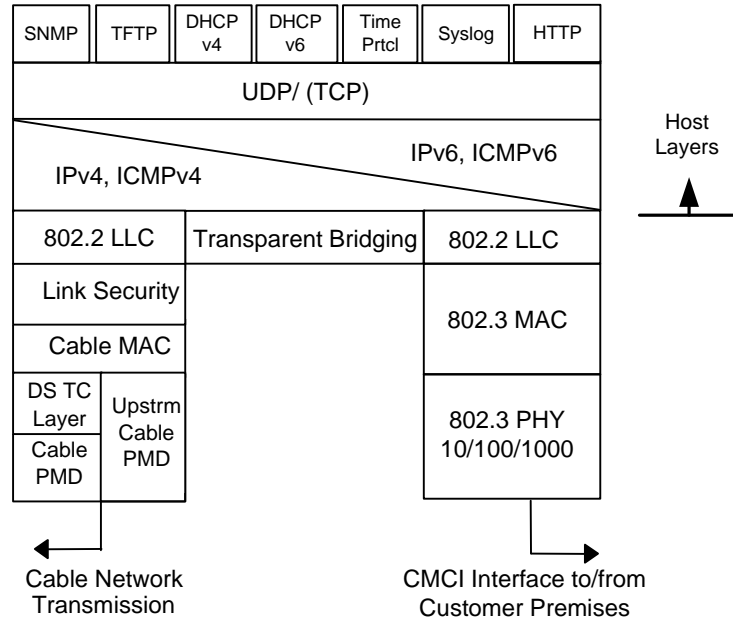 SNMP
TFTP
DHCP
v4
DHCP
v6
Time
Prtcl
Syslog
HTTP
UDP/ (TCP)
IPv4, ICMPv4
IPv6, ICMPv6
Host
Layers
802.2 LLC
Transparent Bridging
802.2 LLC
Link Security
Cable MAC
802.3 MAC
DS TC
Layer
Cable
PMD
Upstrm
Cable
PMD
802.3 PHY
10/100/1000
Cable Network
Transmission
CMCI Interface to/from
Customer Premises